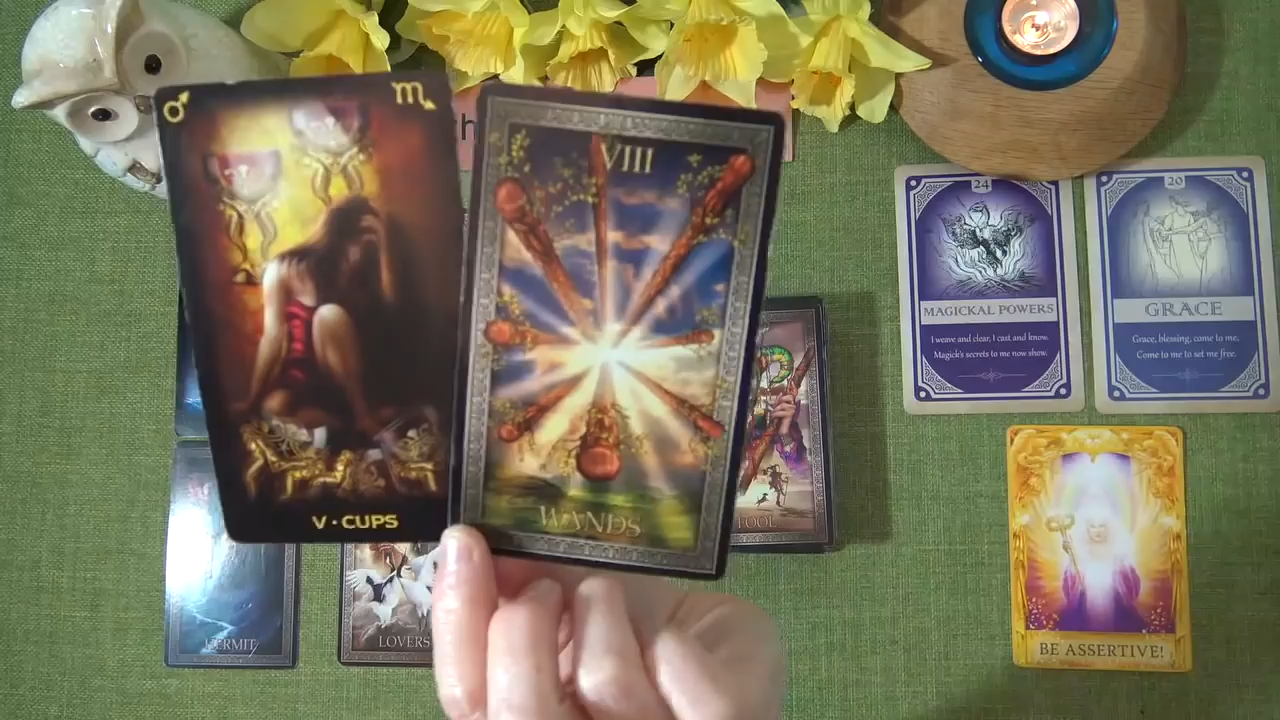 h
VIII
24
20
MAGICKAL POWERS
GRACE
I weave and clear, I cast and know.
Magick's secrets to me now show.
Grace, blessing, come to me,
Come to me to set me free.
V • CUPS
WANDS
FOOL
HERMIT
LOVERS
BE ASSERTIVE!